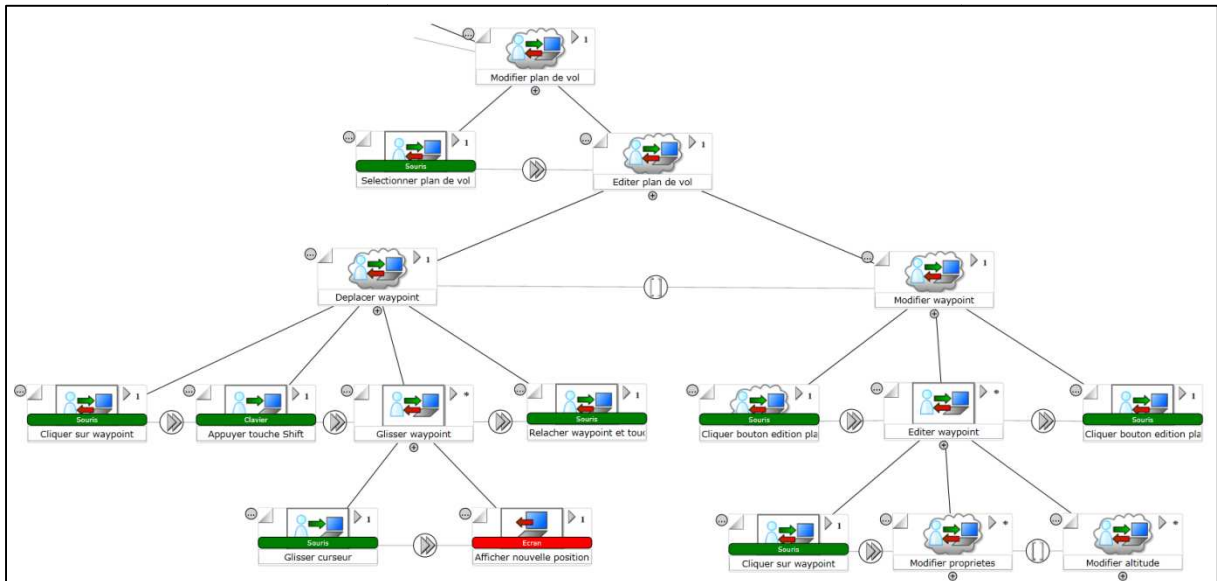 1
Modifier plan de vol
1
Souris
Selectionner plan de vol
1
Editer plan de vol
1
Deplacer waypoint
1
Modifier waypoint
1
Souris
Cliquer sur waypoint
1
Clavier
Appuyer touche Shift
*
Glisser waypoint
1
Souris
Relacher waypoint et touc
1
Souris
Cliquer bouton edition pla
*
Editer waypoint
1
Souris
Cliquer bouton edition pla
1
Souris
Glisser curseur
1
Ecran
Afficher nouvelle position
1
Souris
Cliquer sur waypoint
*
Modifier proprietes
*
Modifier altitude